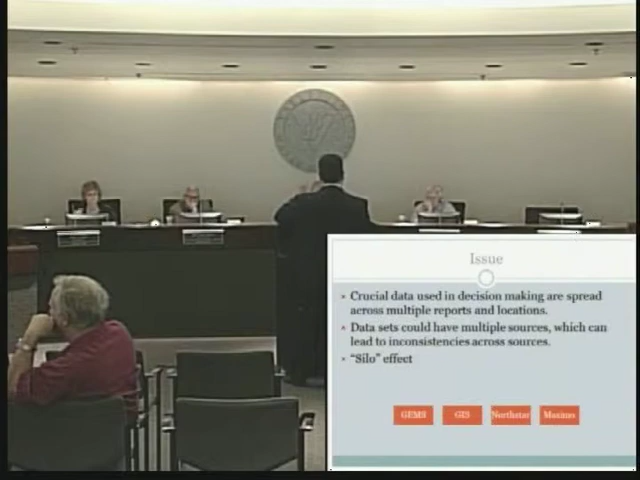 Issue
Crucial data used in decision making are spread
across multiple reports and locations.
Data sets could have multiple sources, which can
lead to inconsistencies across sources.
"Silo" effect
GEMS GIS Northstar Maximo